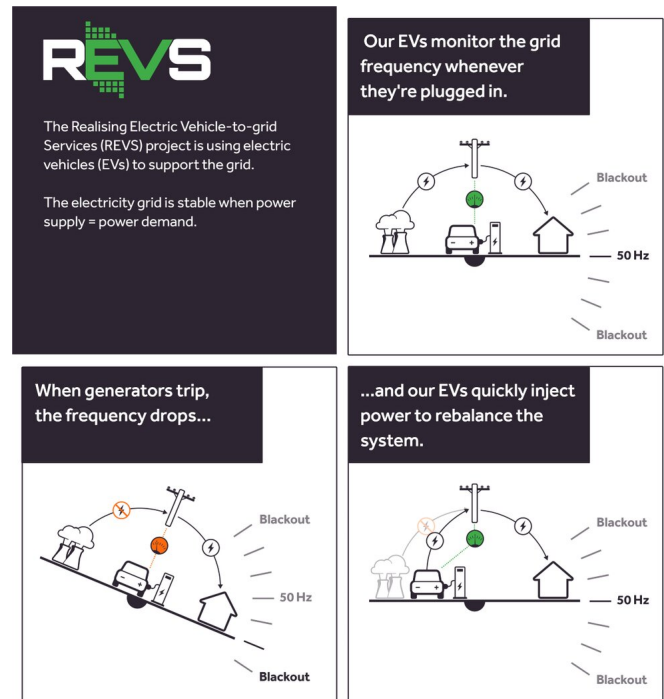 REVS
The Realising Electric Vehicle-to-grid
Services (REVS) project is using electric
vehicles (EVs) to support the grid.
The electricity grid is stable when power
supply = power demand.
Our EVs monitor the grid
frequency whenever
they're plugged in.
Blackout
50 Hz
Blackout
When generators trip,
the frequency drops...
Blackout
50 Hz
Blackout
...and our EVs quickly inject
power to rebalance the
system.
Blackout
50 Hz
Blackout